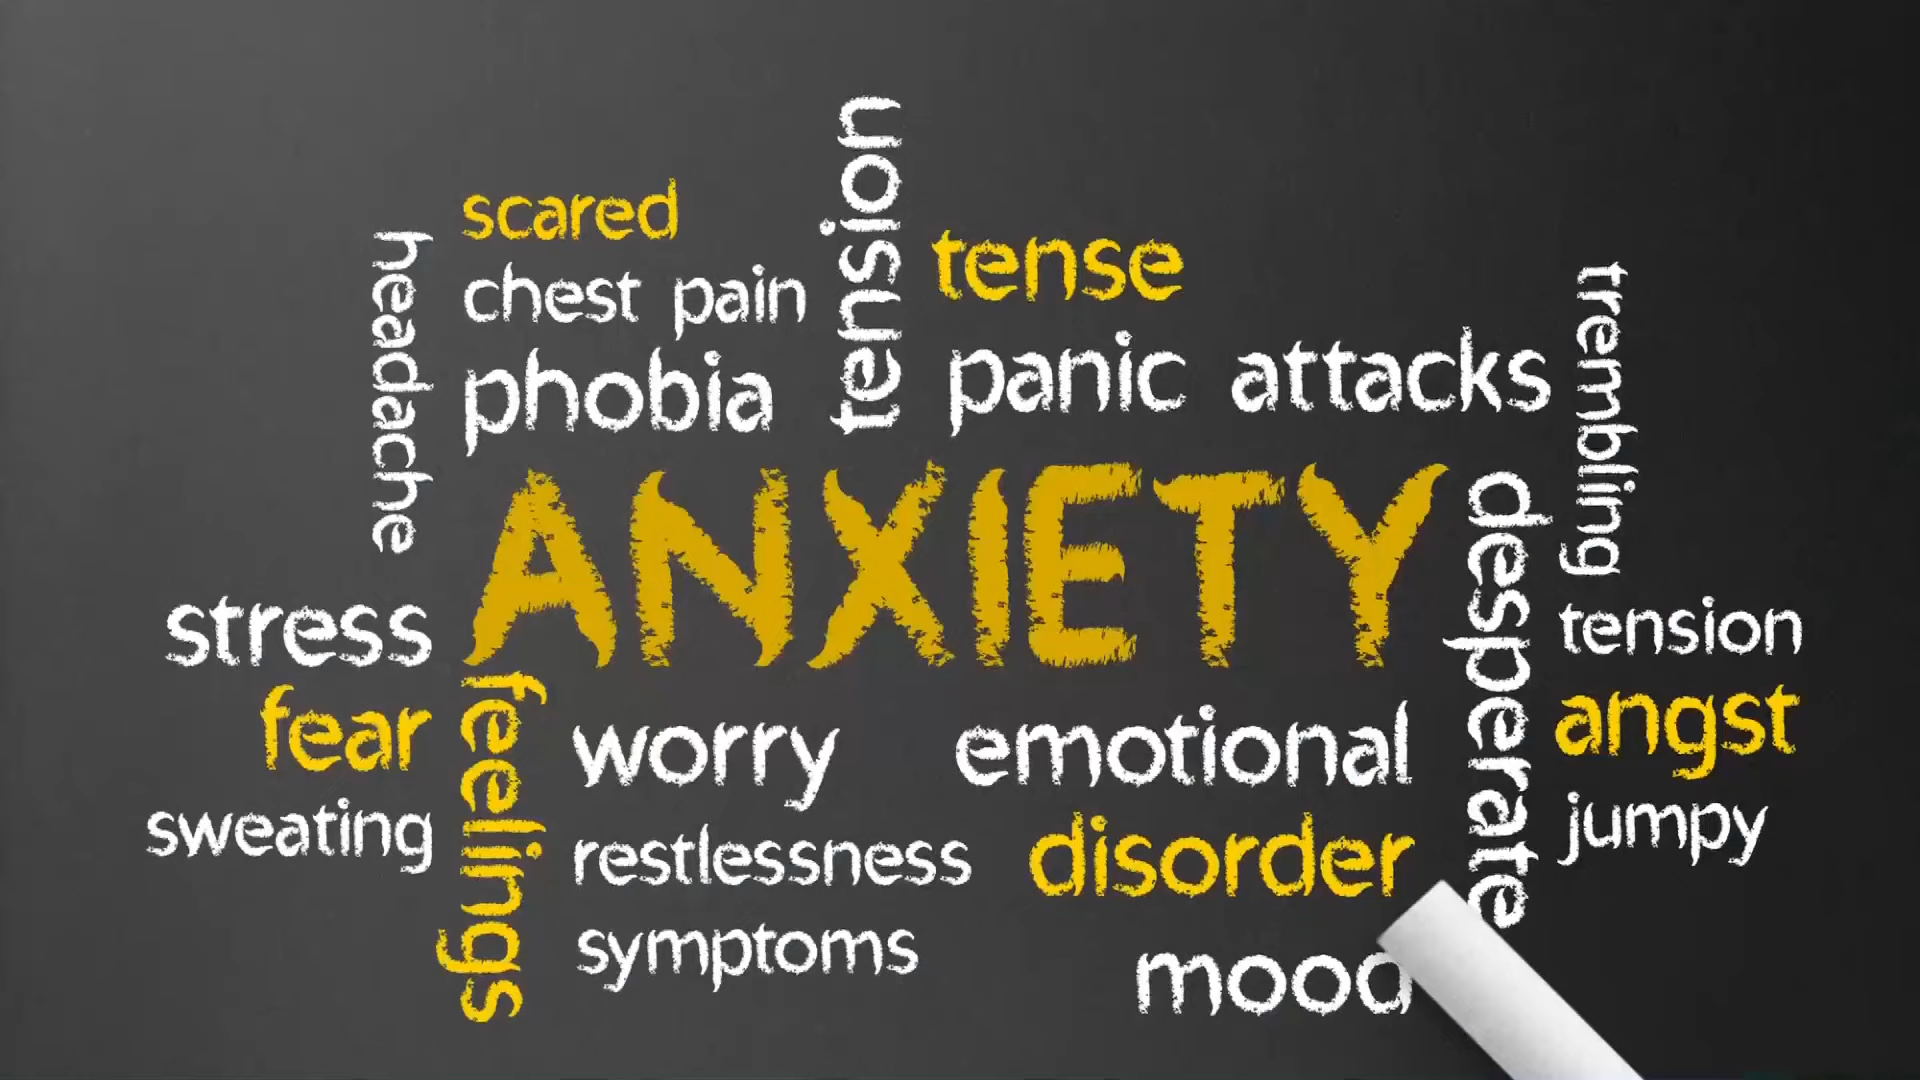 tension
scared
tense
headache
chest pain
trembling
phobia
panic attacks
ANXIETY
desperate
stress
tension
feelings
fear
worry
emotional
angst
sweating
restlessness
disorder
jumpy
symptoms
mood